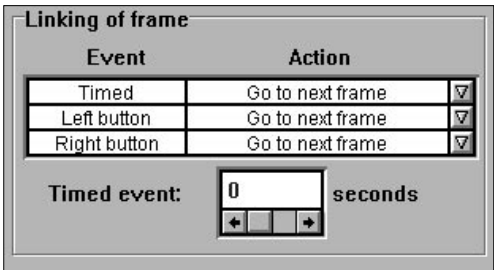 Linking of frame
Event Action
Timed Go to next frame
Left button Go to next frame
Right button Go to next frame
Timed event: 0 seconds